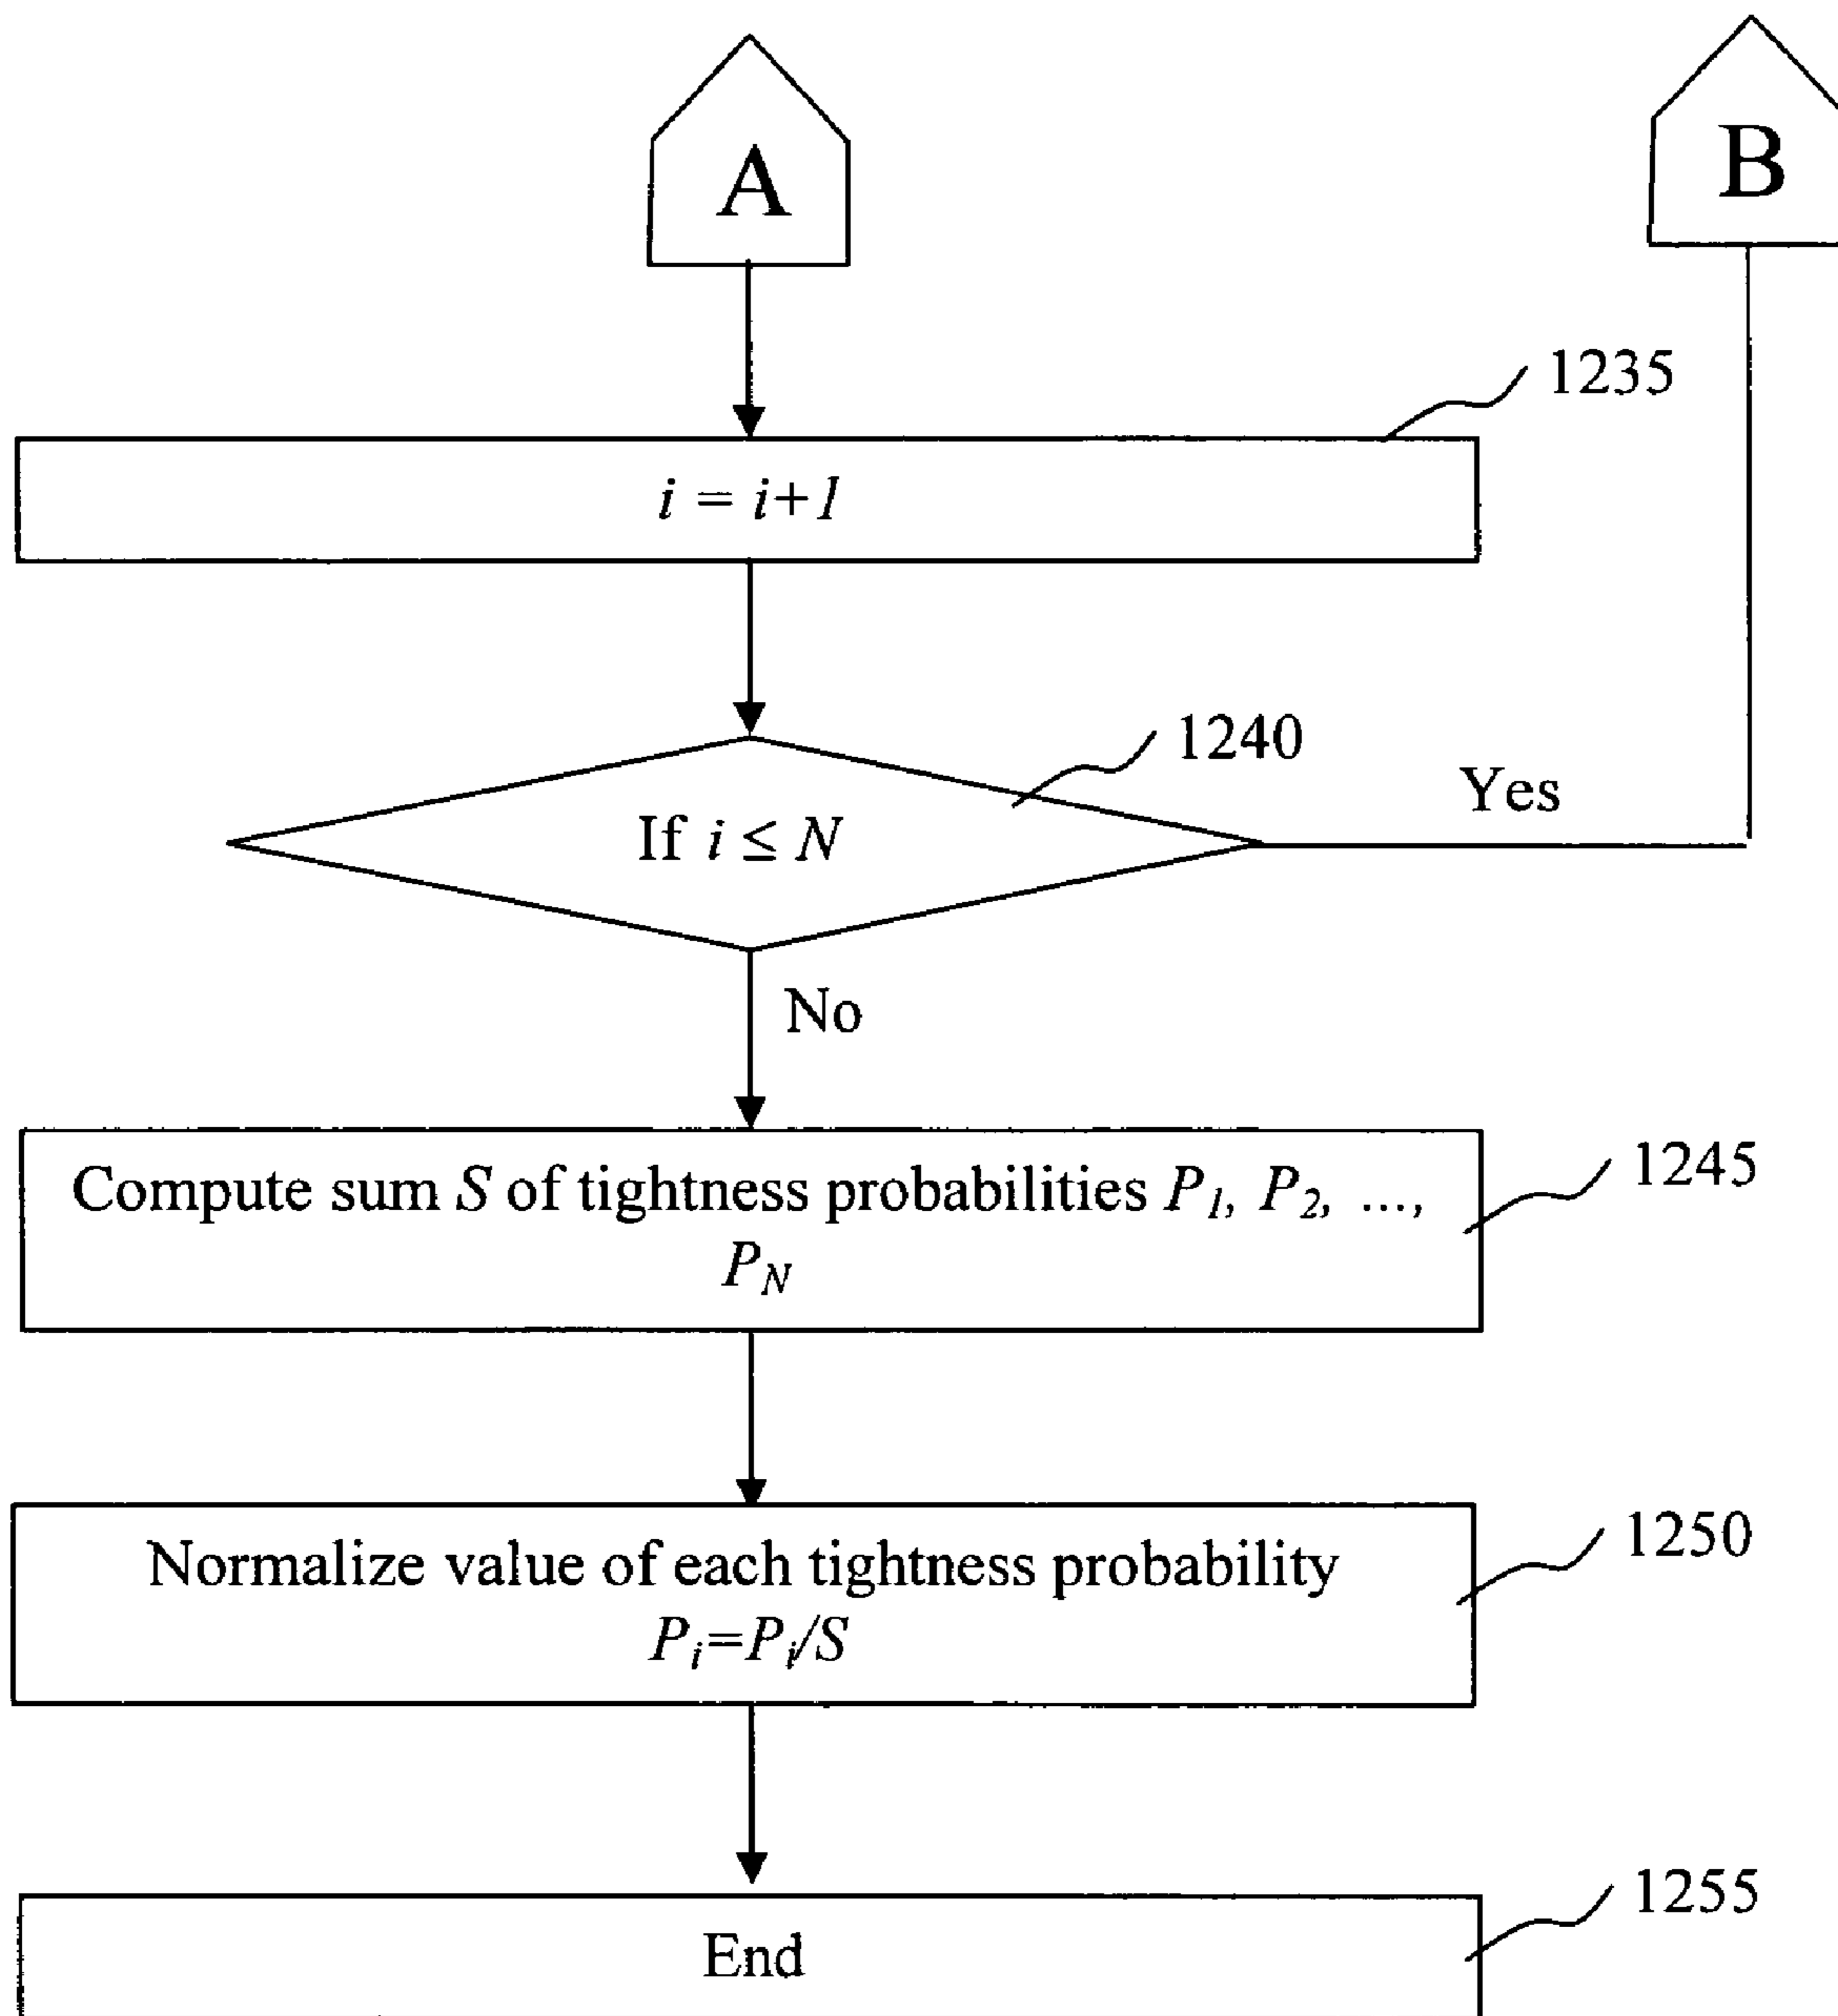 A
B
1235
i = i+1
1240
If i ≤ N
Yes
No
Compute sum S of tightness probabilities P1, P2, ...,
PN
1245
Normalize value of each tightness probability
Pi=Pi/S
1250
End
1255